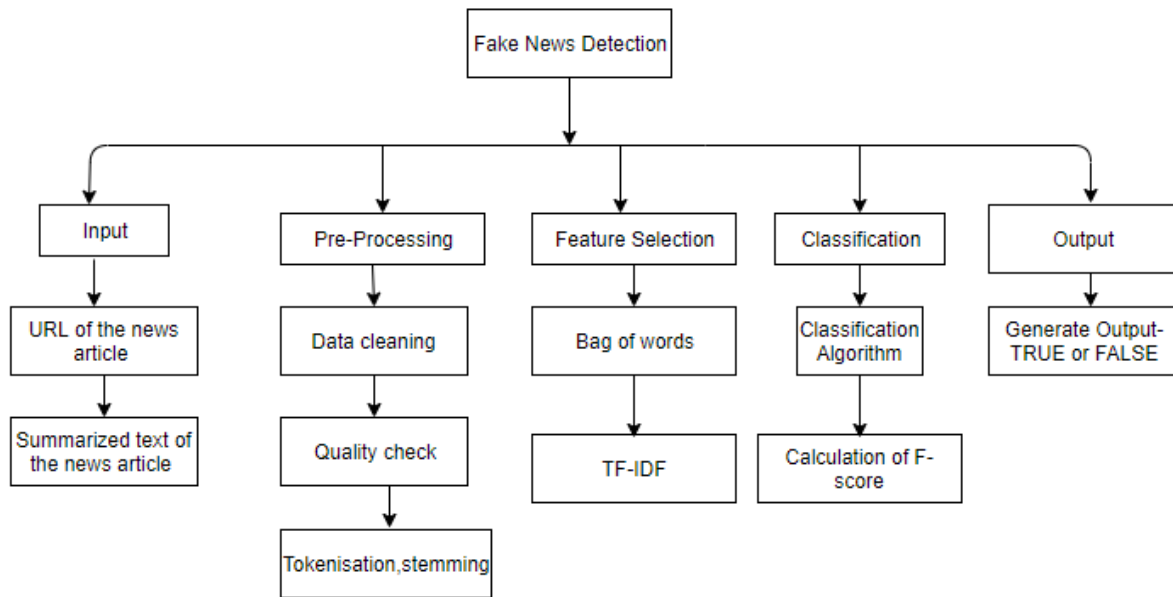 Fake News Detection
Input
Pre-Processing
Feature Selection
Classification
Output
URL of the news
article
Data cleaning
Bag of words
Classification
Algorithm
Generate Output-
TRUE or FALSE
Summarized text of
the news article
Quality check
TF-IDF
Calculation of F-
score
Tokenisation,stemming